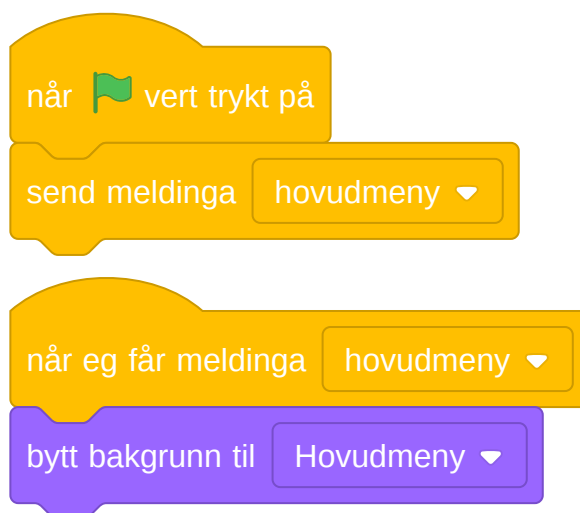 når vert trykt på
send meldinga hovudmeny
når eg får meldinga hovudmeny
bytt bakgrunn til Hovudmeny